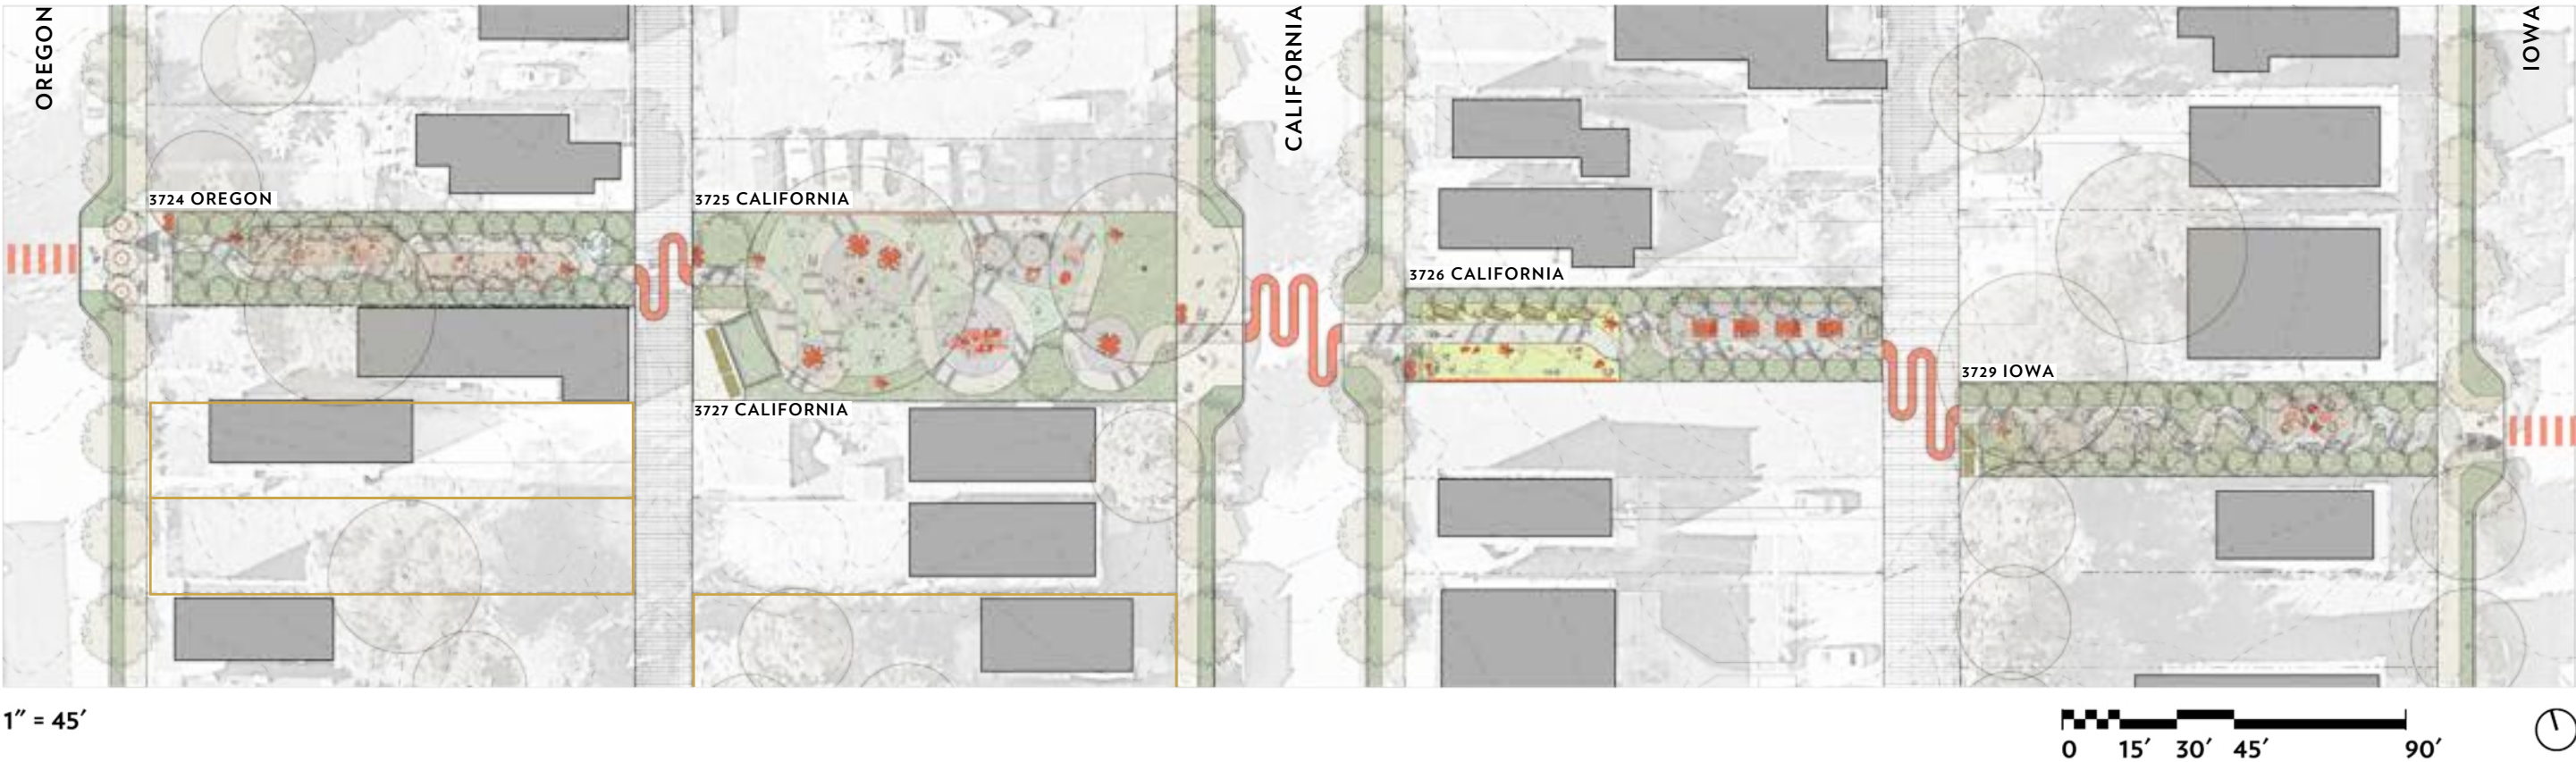 OREGON
CALIFORNIA
IOWA
3724 OREGON
3725 CALIFORNIA
3726 CALIFORNIA
3729 IOWA
3727 CALIFORNIA
1″ = 45′
0 15′ 30′ 45′ 90′